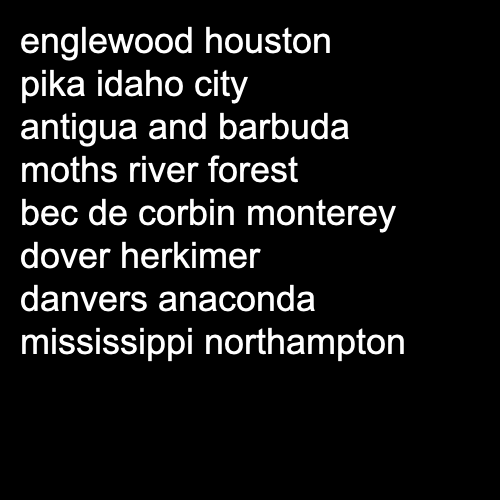 englewood houston
pika idaho city
antigua and barbuda
moths river forest
bec de corbin monterey
dover herkimer
danvers anaconda
mississippi northampton